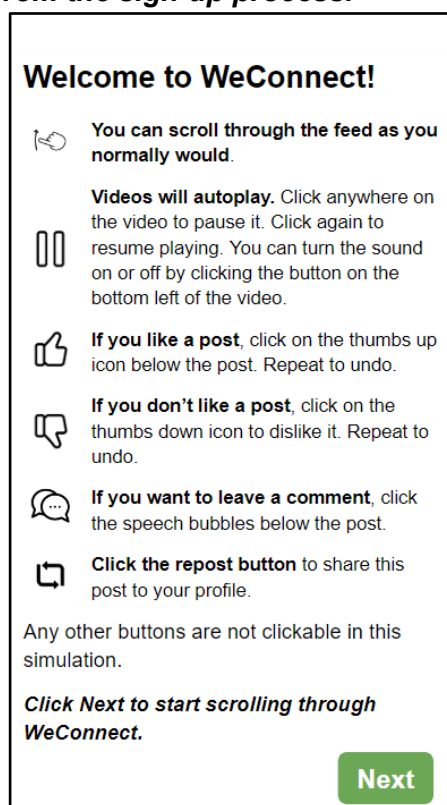 from the sign-up process.
Welcome to WeConnect!
You can scroll through the feed as you
normally would.
Videos will autoplay. Click anywhere on
the video to pause it. Click again to
resume playing. You can turn the sound
on or off by clicking the button on the
bottom left of the video.
If you like a post, click on the thumbs up
icon below the post. Repeat to undo.
If you don’t like a post, click on the
thumbs down icon to dislike it. Repeat to
undo.
If you want to leave a comment, click
the speech bubbles below the post.
Click the repost button to share this
post to your profile.
Any other buttons are not clickable in this
simulation.
Click Next to start scrolling through
WeConnect.
Next